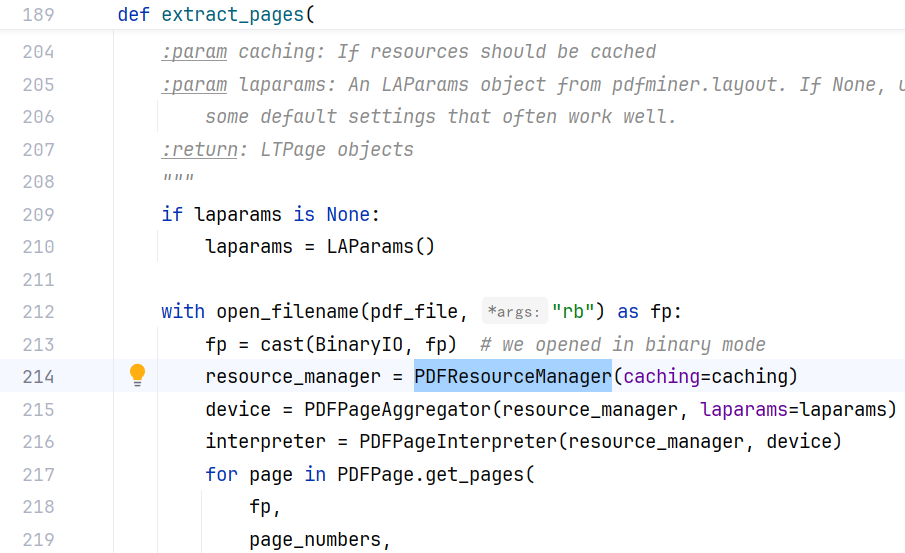 189 def extract_pages(
204 :param caching: If resources should be cached
205 :param laparams: An LAParams object from pdfminer.layout. If None, u
206 some default settings that often work well.
207 :return: LTPage objects
208 """
209 if laparams is None:
210 laparams = LAParams()
211
212 with open_filename(pdf_file, *args: "rb") as fp:
213 fp = cast(BinaryIO, fp)  # we opened in binary mode
214 resource_manager = PDFResourceManager(caching=caching)
215 device = PDFPageAggregator(resource_manager, laparams=laparams)
216 interpreter = PDFPageInterpreter(resource_manager, device)
217 for page in PDFPage.get_pages(
218 fp,
219 page_numbers,